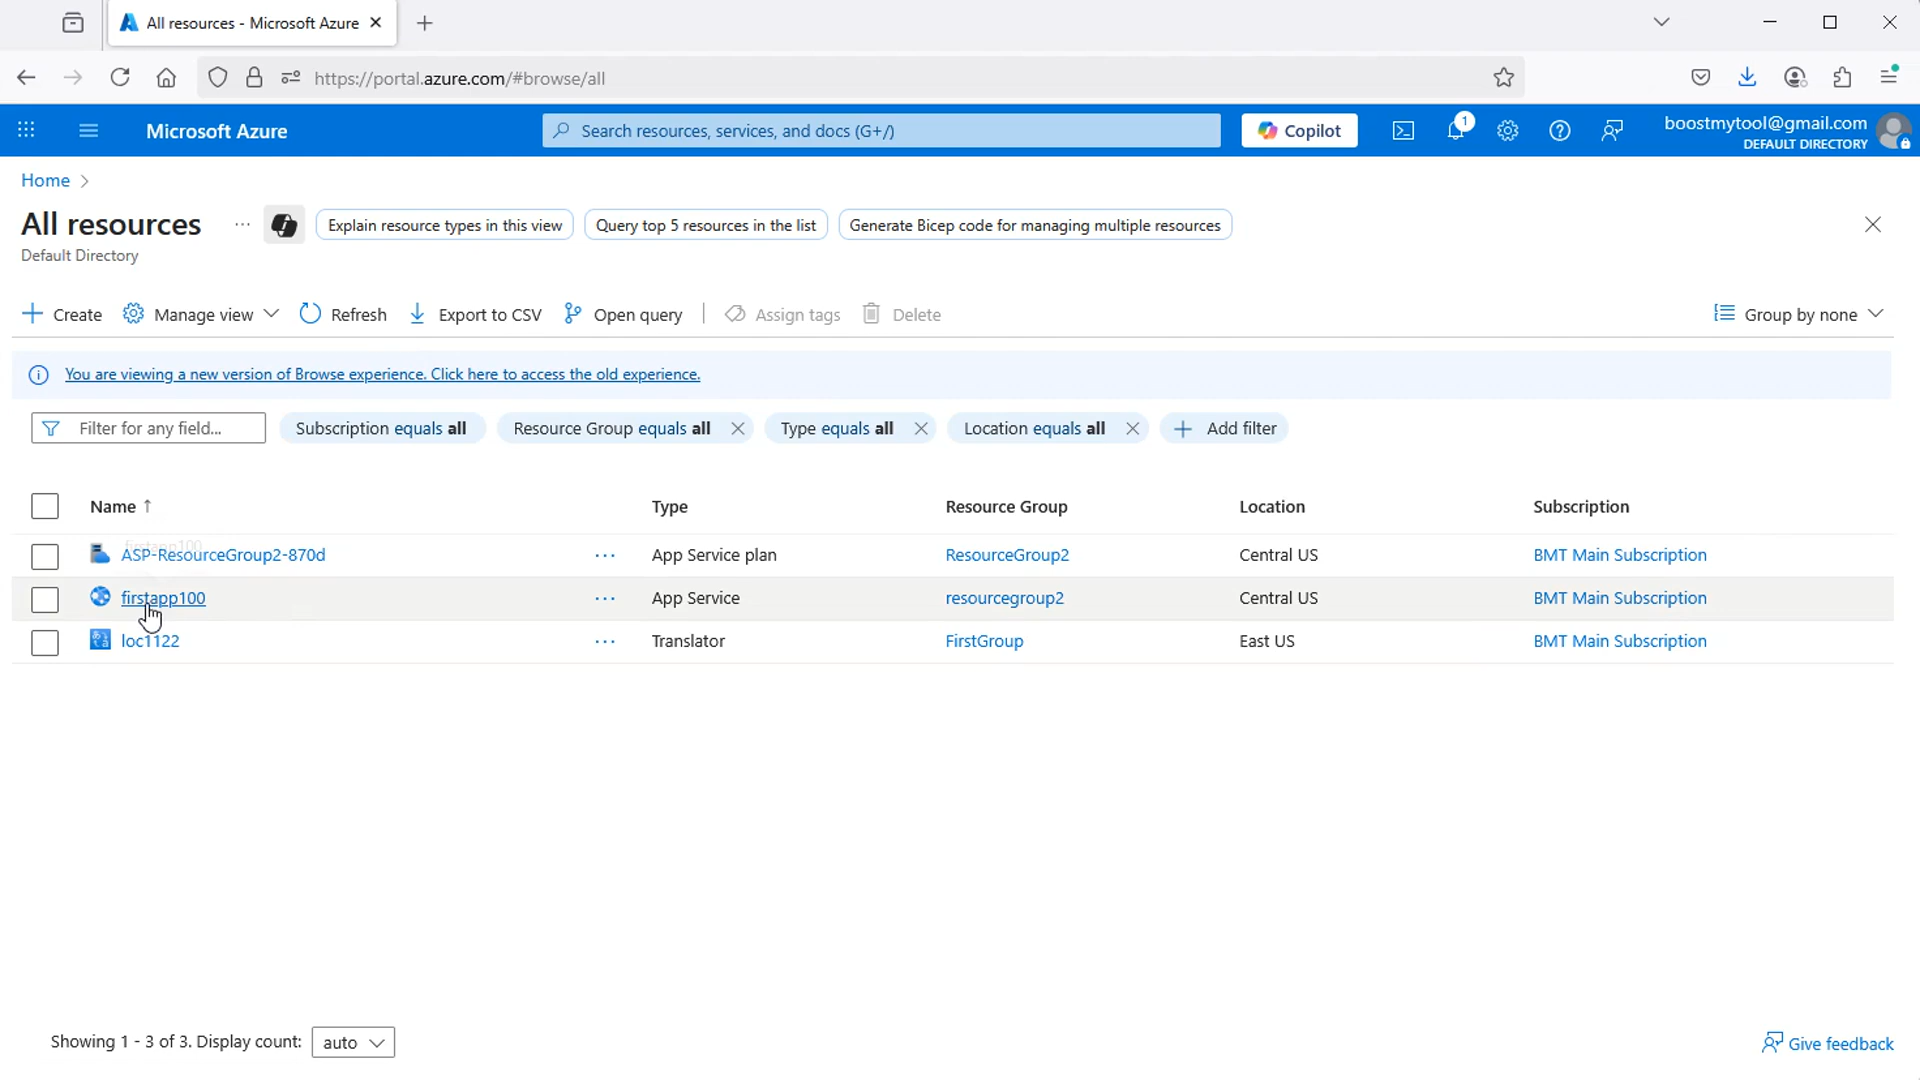 All resources - Microsoft Azure
https://portal.azure.com/#browse/all
Microsoft Azure
Search resources, services, and docs (G+/)
Copilot
1
boostmytool@gmail.com
DEFAULT DIRECTORY
Home
All resources
Explain resource types in this view
Query top 5 resources in the list
Generate Bicep code for managing multiple resources
Default Directory
Create
Manage view
Refresh
Export to CSV
Open query
Assign tags
Delete
Group by none
You are viewing a new version of Browse experience. Click here to access the old experience.
Filter for any field...
Subscription equals all
Resource Group equals all
Type equals all
Location equals all
Add filter
Name ↑ Type Resource Group Location Subscription
firstapp100
ASP-ResourceGroup2-870d ... App Service plan ResourceGroup2 Central US BMT Main Subscription
firstapp100 ... App Service resourcegroup2 Central US BMT Main Subscription
loc1122 ... Translator FirstGroup East US BMT Main Subscription
Showing 1 - 3 of 3. Display count: auto
Give feedback